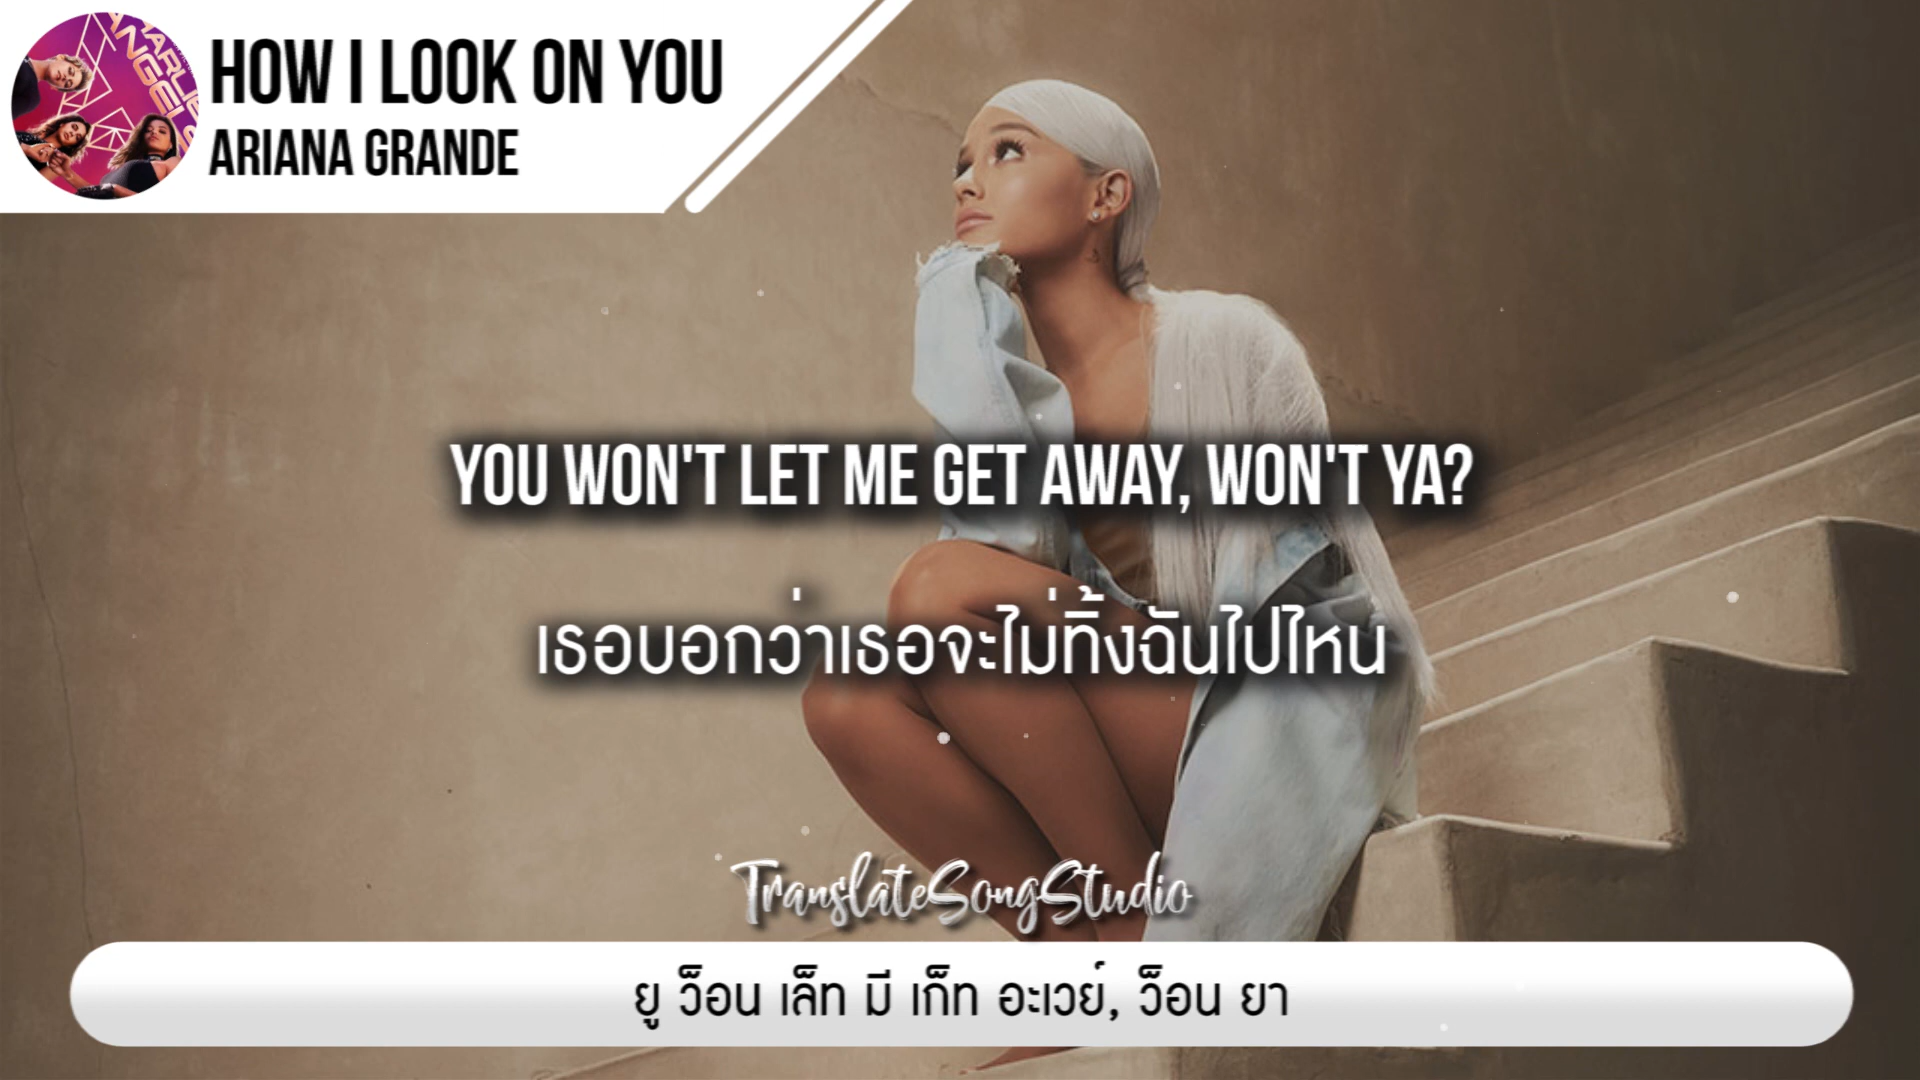 HOW I LOOK ON YOU
ARIANA GRANDE
YOU WON'T LET ME GET AWAY, WON'T YA?
เธอบอกว่าเธอจะไม่ทิ้งฉันไปไหน
TranslateSongStudio
ยู ว็อน เล็ท มี เก็ท อะเวย์, ว็อน ยา